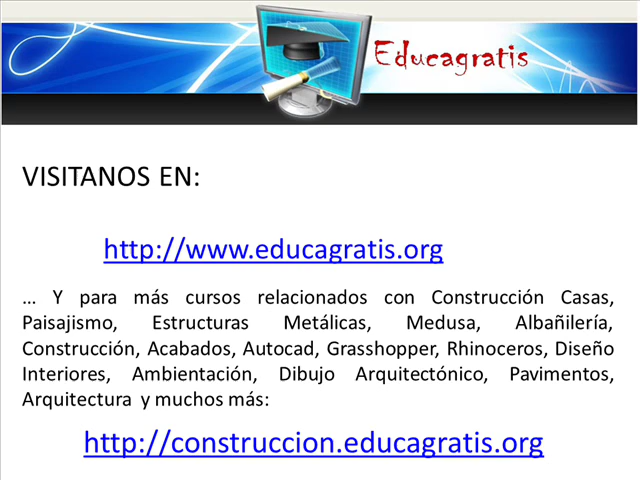 Educagratis
VISITANOS EN:
http://www.educagratis.org
... Y para más cursos relacionados con Construcción Casas,
Paisajismo, Estructuras Metálicas, Medusa, Albañilería,
Construcción, Acabados, Autocad, Grasshopper, Rhinoceros, Diseño
Interiores, Ambientación, Dibujo Arquitectónico, Pavimentos,
Arquitectura y muchos más:
http://construccion.educagratis.org